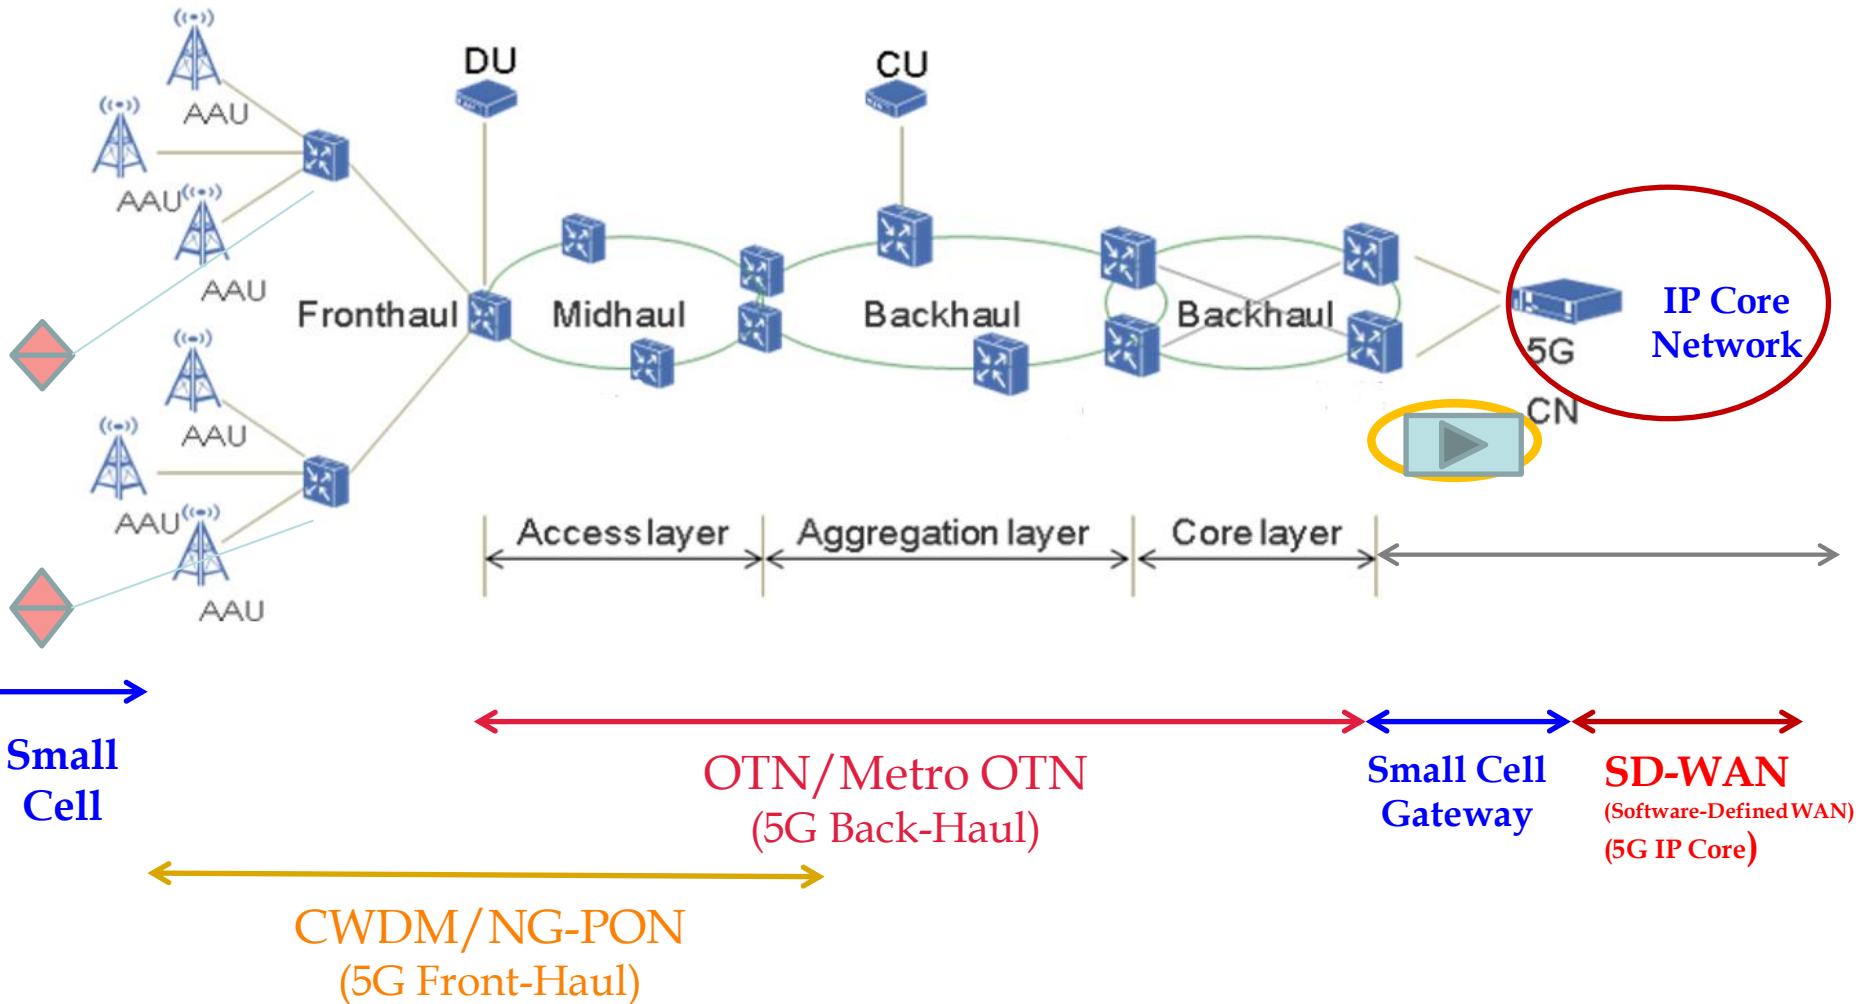 DU
CU
AAU
AAU
AAU
Fronthaul
Midhaul
Backhaul
Backhaul
IP Core
Network
5G
CN
AAU
AAU
AAU
Access layer
Aggregation layer
Core layer
Small
Cell
OTN/Metro OTN
(5G Back-Haul)
Small Cell
Gateway
SD-WAN
(Software-Defined WAN)
(5G IP Core)
CWDM/NG-PON
(5G Front-Haul)